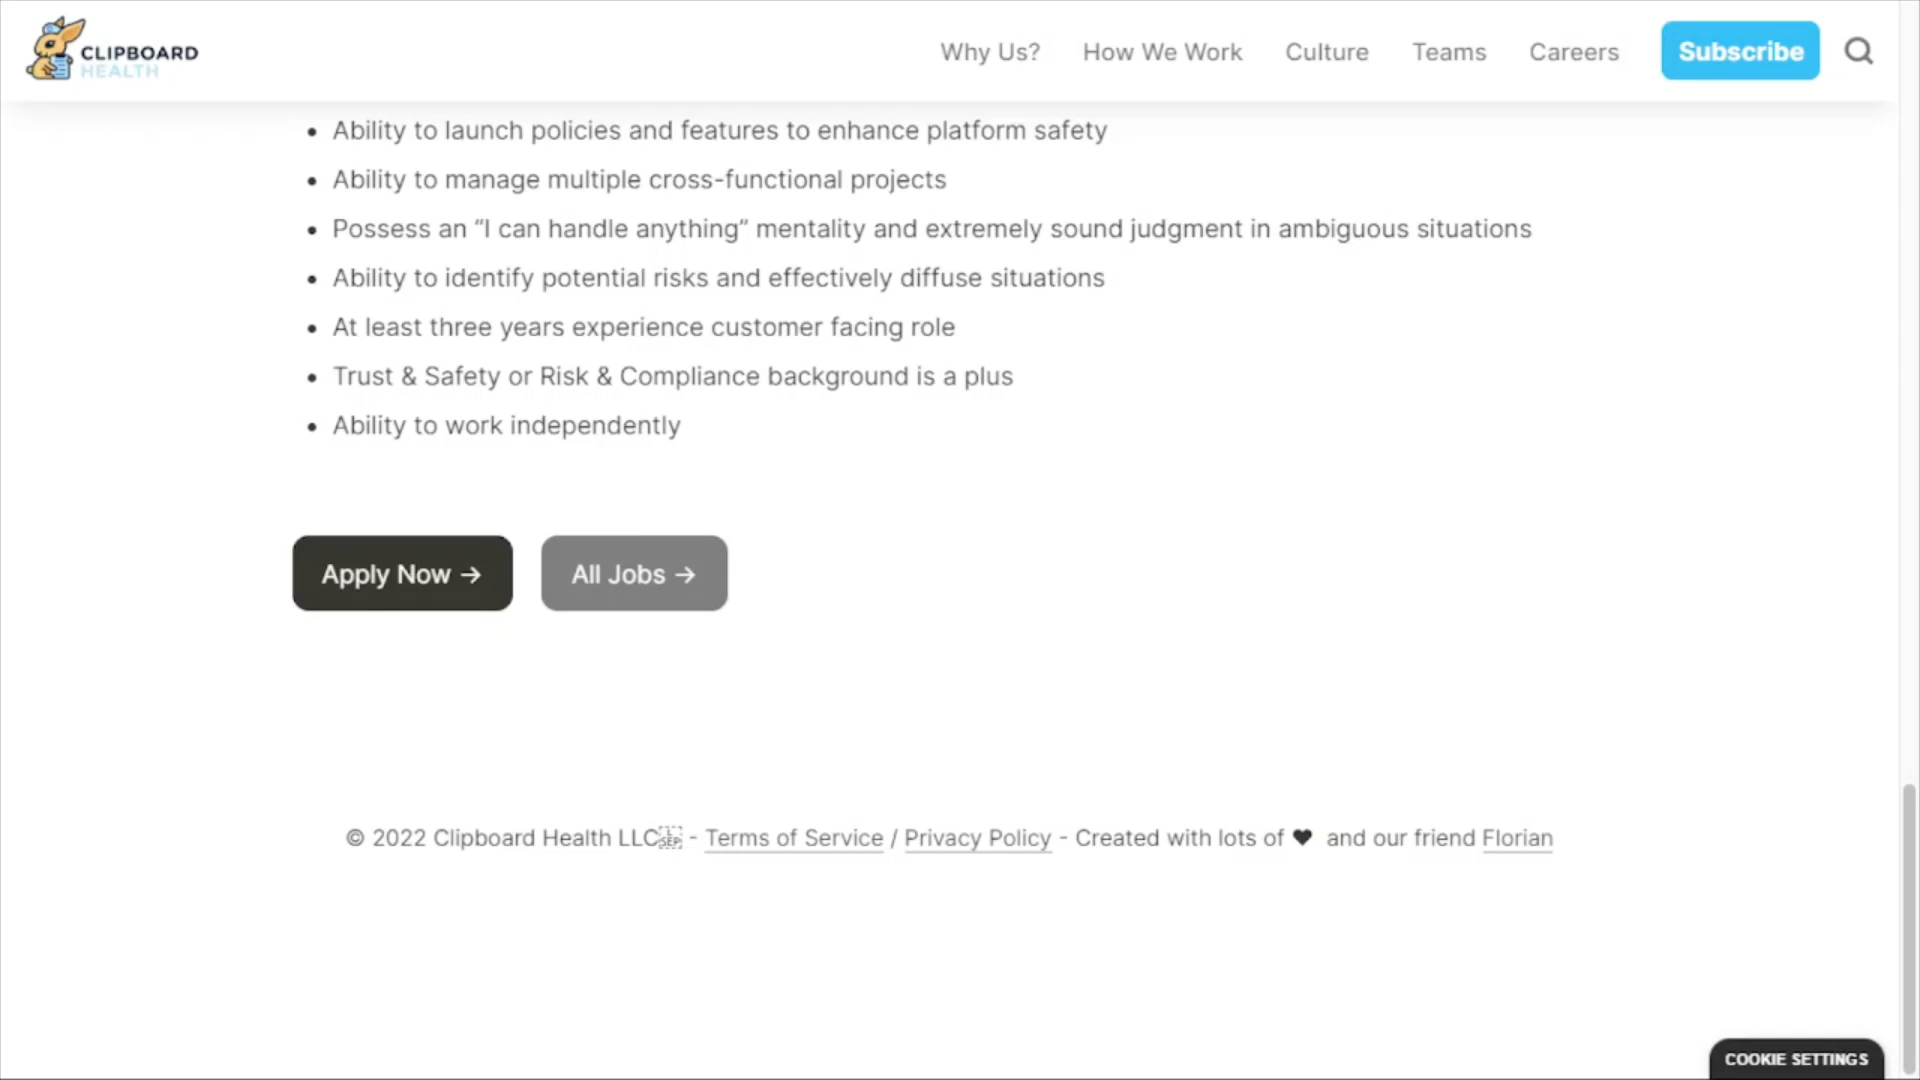 CLIPBOARD
HEALTH
Why Us?
How We Work
Culture
Teams
Careers
Subscribe
• Ability to launch policies and features to enhance platform safety
• Ability to manage multiple cross-functional projects
• Possess an “I can handle anything” mentality and extremely sound judgment in ambiguous situations
• Ability to identify potential risks and effectively diffuse situations
• At least three years experience customer facing role
• Trust & Safety or Risk & Compliance background is a plus
• Ability to work independently
Apply Now →
All Jobs →
© 2022 Clipboard Health LLC - Terms of Service / Privacy Policy - Created with lots of ♥ and our friend Florian
COOKIE SETTINGS